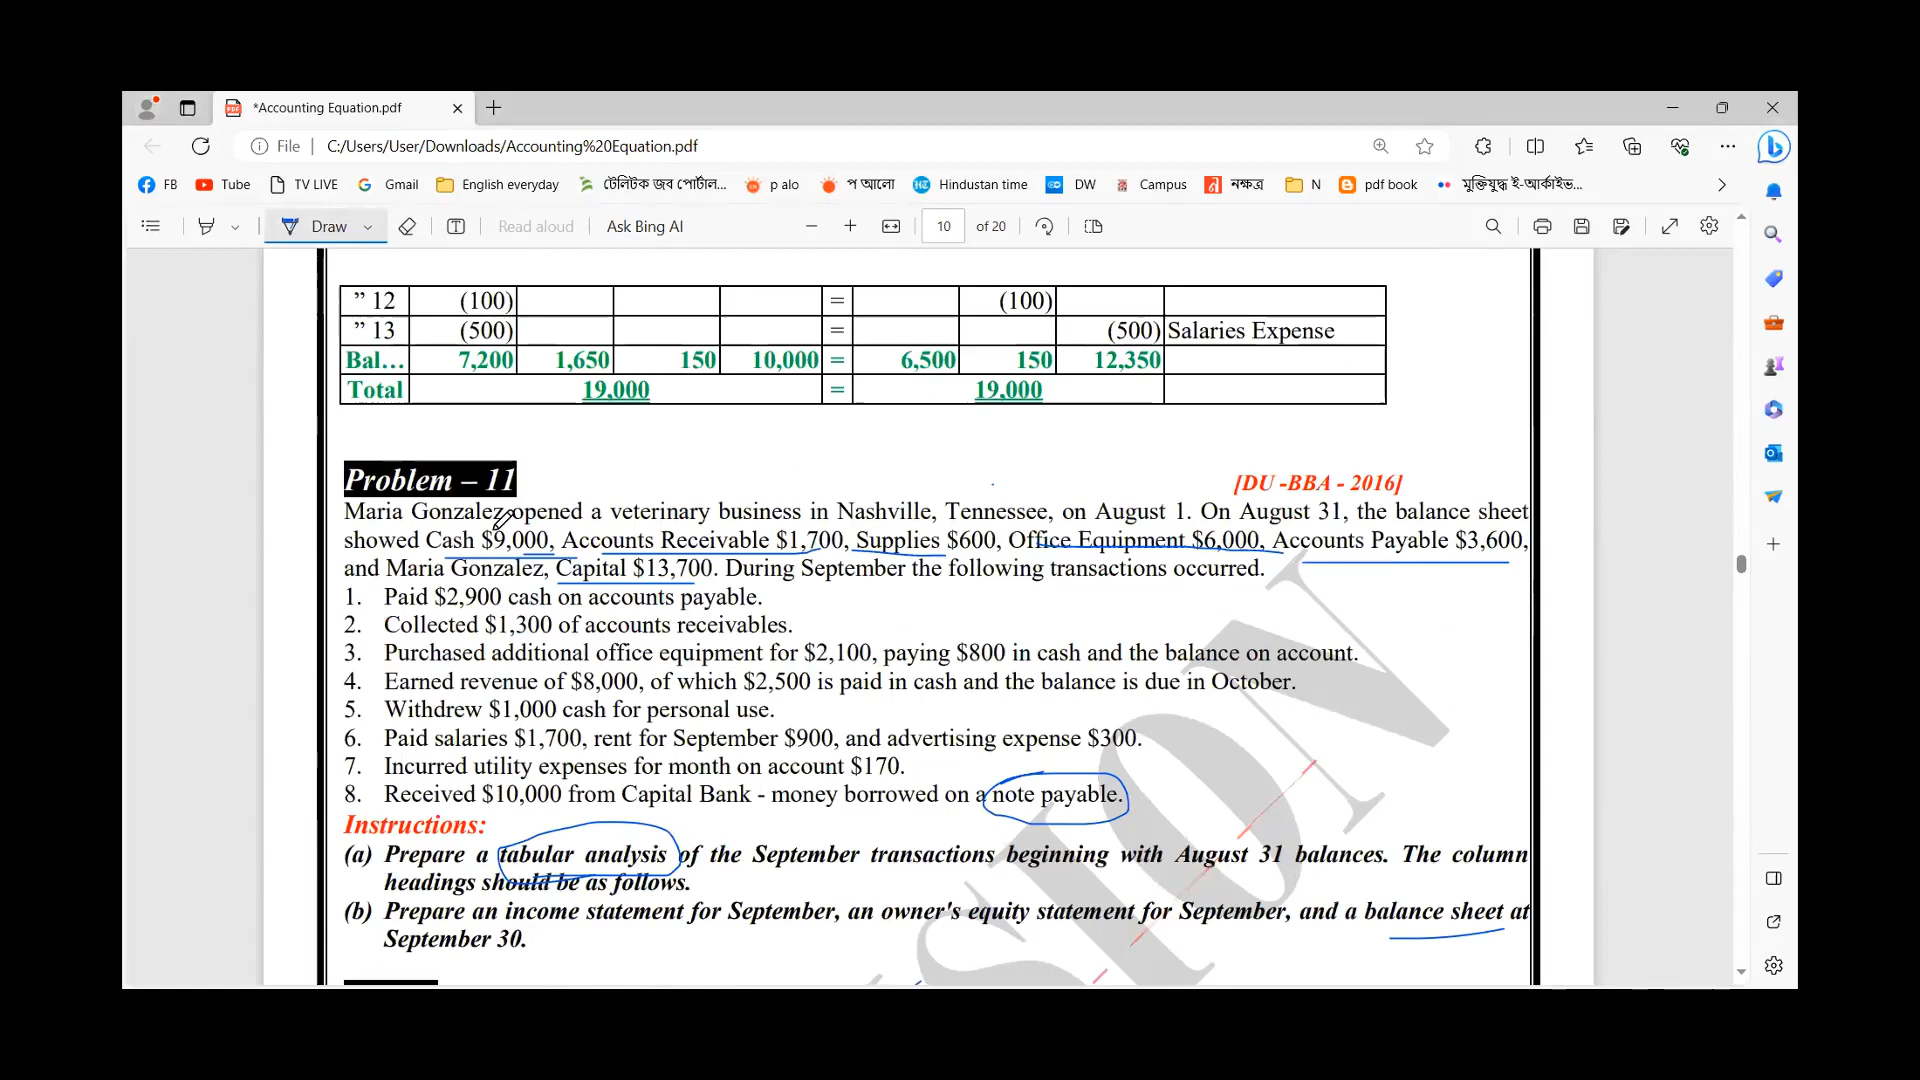 *Accounting Equation.pdf
File C:/Users/User/Downloads/Accounting%20Equation.pdf
FB Tube TV LIVE Gmail English everyday টেলিটক জব পোর্টাল... p alo প আলো Hindustan time DW Campus নক্ষত্র N pdf book মুক্তিযুদ্ধ ই-আর্কাইভ...
Draw Read aloud Ask Bing AI 10 of 20
” 12 (100) = (100)
” 13 (500) = (500) Salaries Expense
Bal… 7,200 1,650 150 10,000 = 6,500 150 12,350
Total 19,000 = 19,000
Problem – 11 [DU -BBA - 2016]
Maria Gonzalez opened a veterinary business in Nashville, Tennessee, on August 1. On August 31, the balance sheet
showed Cash $9,000, Accounts Receivable $1,700, Supplies $600, Office Equipment $6,000, Accounts Payable $3,600,
and Maria Gonzalez, Capital $13,700. During September the following transactions occurred.
1. Paid $2,900 cash on accounts payable.
2. Collected $1,300 of accounts receivables.
3. Purchased additional office equipment for $2,100, paying $800 in cash and the balance on account.
4. Earned revenue of $8,000, of which $2,500 is paid in cash and the balance is due in October.
5. Withdrew $1,000 cash for personal use.
6. Paid salaries $1,700, rent for September $900, and advertising expense $300.
7. Incurred utility expenses for month on account $170.
8. Received $10,000 from Capital Bank - money borrowed on a note payable.
Instructions:
(a) Prepare a tabular analysis of the September transactions beginning with August 31 balances. The column
headings should be as follows.
(b) Prepare an income statement for September, an owner's equity statement for September, and a balance sheet at
September 30.
SION